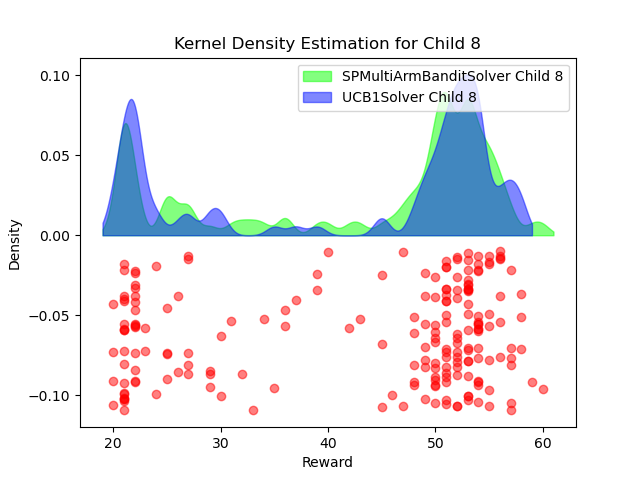 Kernel Density Estimation for Child 8
SPMultiArmBanditSolver Child 8
UCB1Solver Child 8
0.10
0.05
0.00
−0.05
−0.10
Density
20 30 40 50 60
Reward